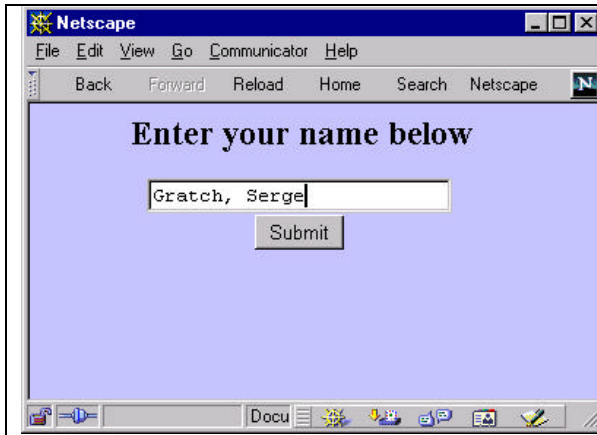 Netscape
File Edit View Go Communicator Help
Back Forward Reload Home Search Netscape N
Enter your name below
Gratch, Serge
Submit
Docu